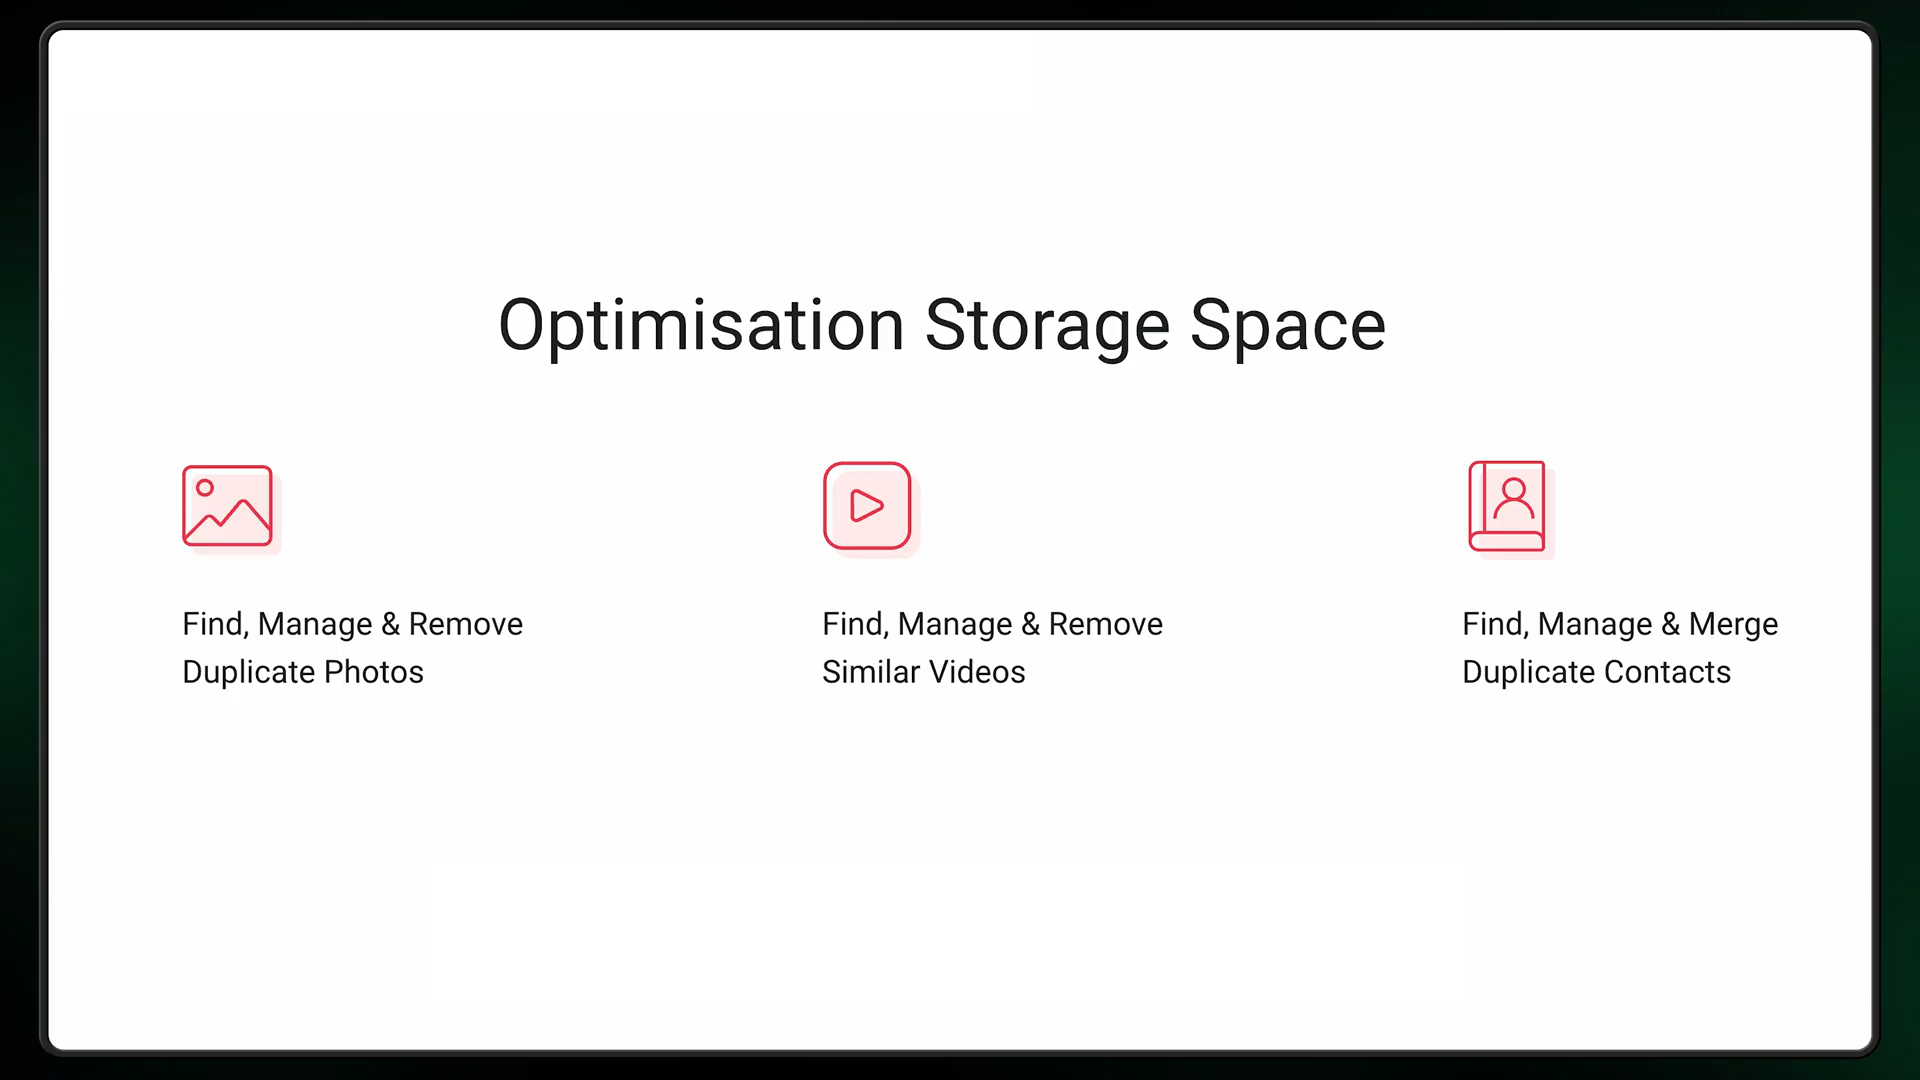 Optimisation Storage Space
Find, Manage & Remove
Duplicate Photos
Find, Manage & Remove
Similar Videos
Find, Manage & Merge
Duplicate Contacts